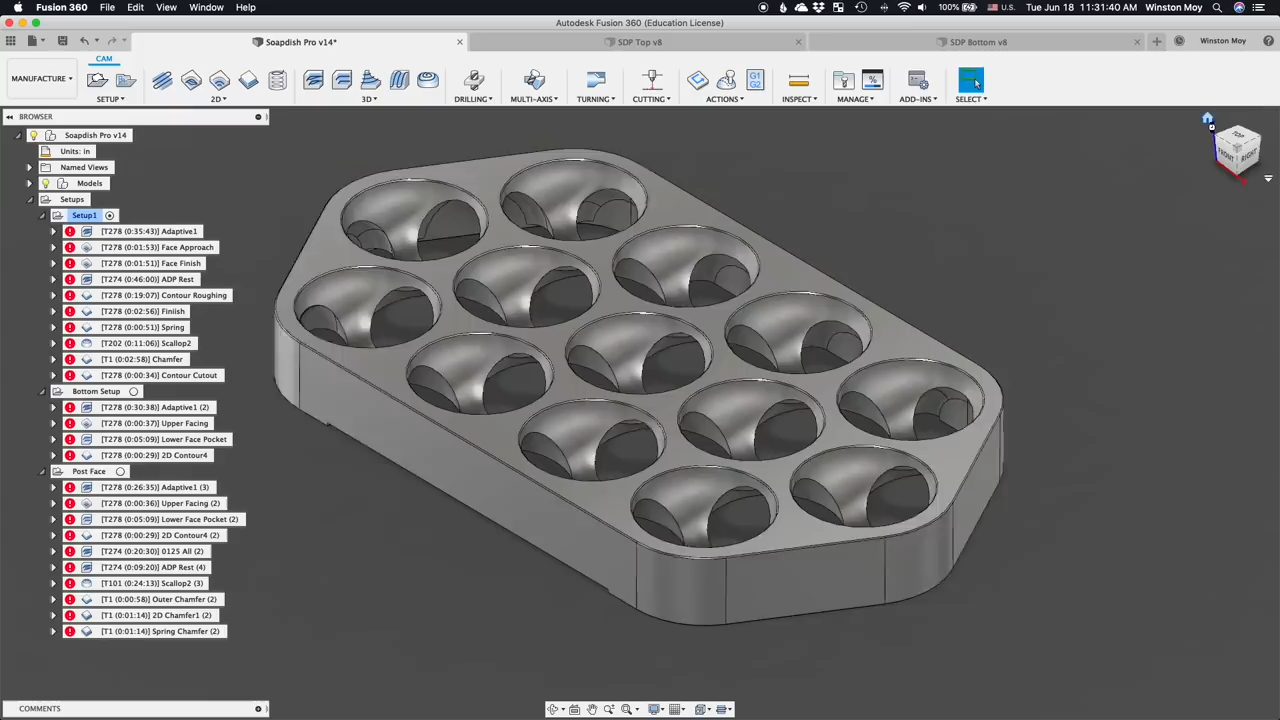 Fusion 360 File Edit View Window Help 100% U.S. Tue Jun 18 11:31:40 AM Winston Moy
Autodesk Fusion 360 (Education License)
Soapdish Pro v14* SDP Top v8 SDP Bottom v8 Winston Moy
CAM
MANUFACTURE
G1 G2 %
SETUP 2D 3D DRILLING MULTI-AXIS TURNING CUTTING ACTIONS INSPECT MANAGE ADD-INS SELECT
BROWSER
Soapdish Pro v14
Units: in
Named Views
Models
Setups
Setup1
[T278 (0:35:43)] Adaptive1
[T278 (0:01:53)] Face Approach
[T278 (0:01:51)] Face Finish
[T274 (0:46:00)] ADP Rest
[T278 (0:19:07)] Contour Roughing
[T278 (0:02:56)] Finiish
[T278 (0:00:51)] Spring
[T202 (0:11:06)] Scallop2
[T1 (0:02:58)] Chamfer
[T278 (0:00:34)] Contour Cutout
Bottom Setup
[T278 (0:30:38)] Adaptive1 (2)
[T278 (0:00:37)] Upper Facing
[T278 (0:05:09)] Lower Face Pocket
[T278 (0:00:29)] 2D Contour4
Post Face
[T278 (0:26:35)] Adaptive1 (3)
[T278 (0:00:36)] Upper Facing (2)
[T278 (0:05:09)] Lower Face Pocket (2)
[T278 (0:00:29)] 2D Contour4 (2)
[T274 (0:20:30)] 0125 All (2)
[T274 (0:09:20)] ADP Rest (4)
[T101 (0:24:13)] Scallop2 (3)
[T1 (0:00:58)] Outer Chamfer (2)
[T1 (0:01:14)] 2D Chamfer1 (2)
[T1 (0:01:14)] Spring Chamfer (2)
TOP
FRONT RIGHT
COMMENTS